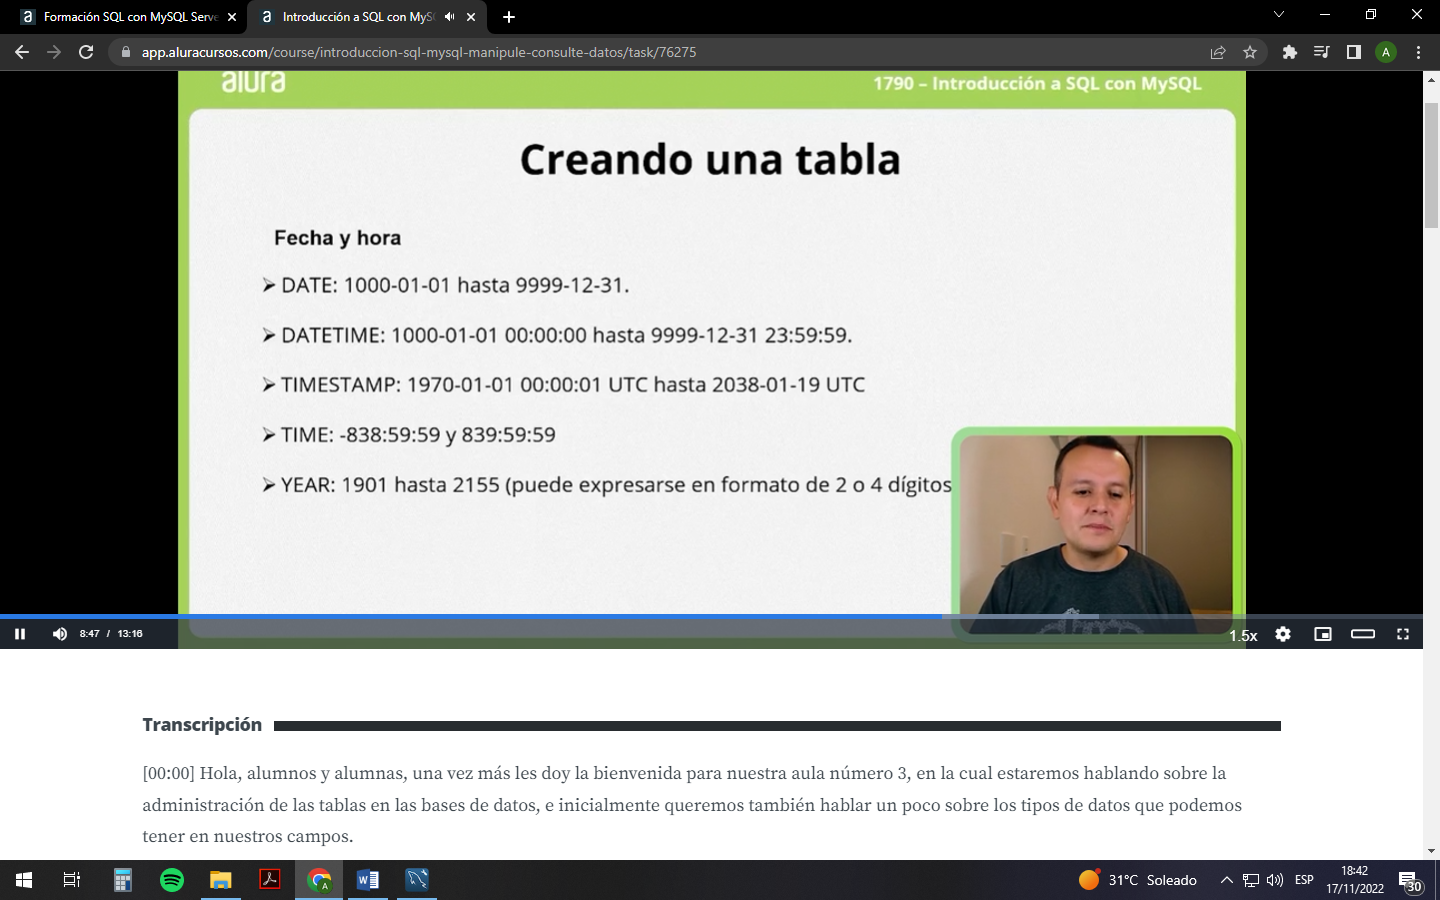 Formación SQL con MySQL Serve
Introducción a SQL con MyS
app.aluracursos.com/course/introduccion-sql-mysql-manipule-consulte-datos/task/76275
A
alura
1790 – Introducción a SQL con MySQL
Creando una tabla
Fecha y hora
➢ DATE: 1000-01-01 hasta 9999-12-31.
➢ DATETIME: 1000-01-01 00:00:00 hasta 9999-12-31 23:59:59.
➢ TIMESTAMP: 1970-01-01 00:00:01 UTC hasta 2038-01-19 UTC
➢ TIME: -838:59:59 y 839:59:59
➢ YEAR: 1901 hasta 2155 (puede expresarse en formato de 2 o 4 dígitos
8:47 / 13:16
1.5x
Transcripción
[00:00] Hola, alumnos y alumnas, una vez más les doy la bienvenida para nuestra aula número 3, en la cual estaremos hablando sobre la
administración de las tablas en las bases de datos, e inicialmente queremos también hablar un poco sobre los tipos de datos que podemos
tener en nuestros campos.
31°C Soleado
ESP
18:42
17/11/2022
30